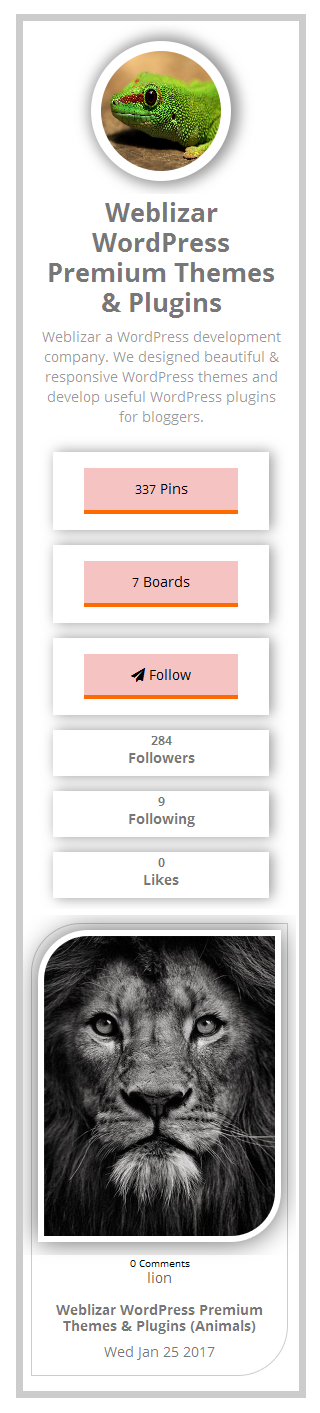 Weblizar
WordPress
Premium Themes
& Plugins
Weblizar a WordPress development
company. We designed beautiful &
responsive WordPress themes and
develop useful WordPress plugins
for bloggers.
337 Pins
7 Boards
Follow
284
Followers
9
Following
0
Likes
0 Comments
lion
Weblizar WordPress Premium
Themes & Plugins (Animals)
Wed Jan 25 2017